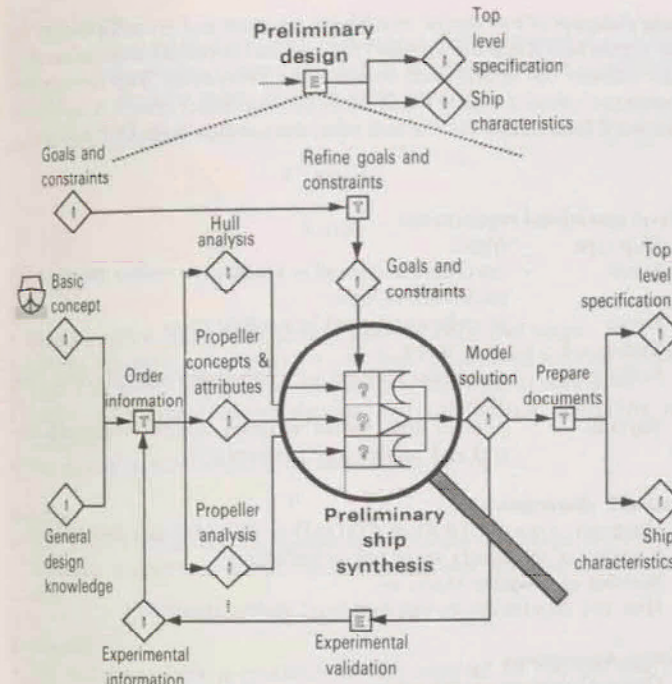 Preliminary
design
Top
level
specification
Ship
characteristics
Goals and
constraints
Refine goals and
constraints
Hull
analysis
Goals and
constraints
Top
level
specification
Basic
concept
Propeller
concepts &
attributes
Model
solution
Order
information
Prepare
documents
Propeller
analysis
Preliminary
ship
synthesis
General
design
knowledge
Ship
characteristics
Experimental
information
Experimental
validation